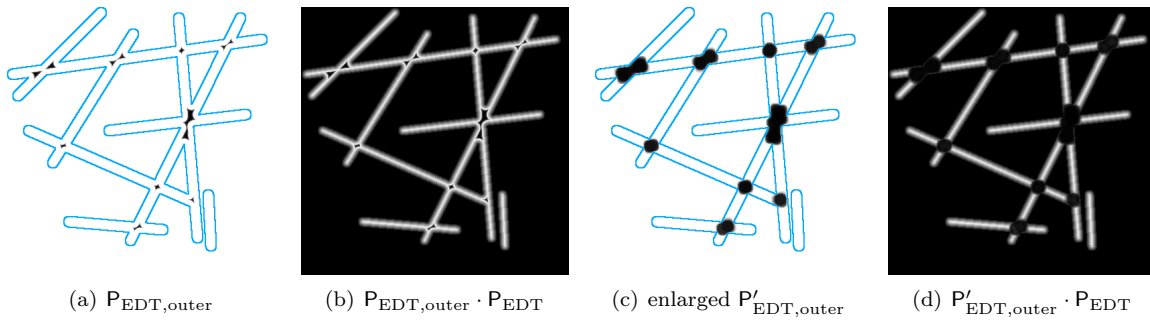 (a) P_EDT,outer (b) P_EDT,outer · P_EDT (c) enlarged P′_EDT,outer (d) P′_EDT,outer · P_EDT